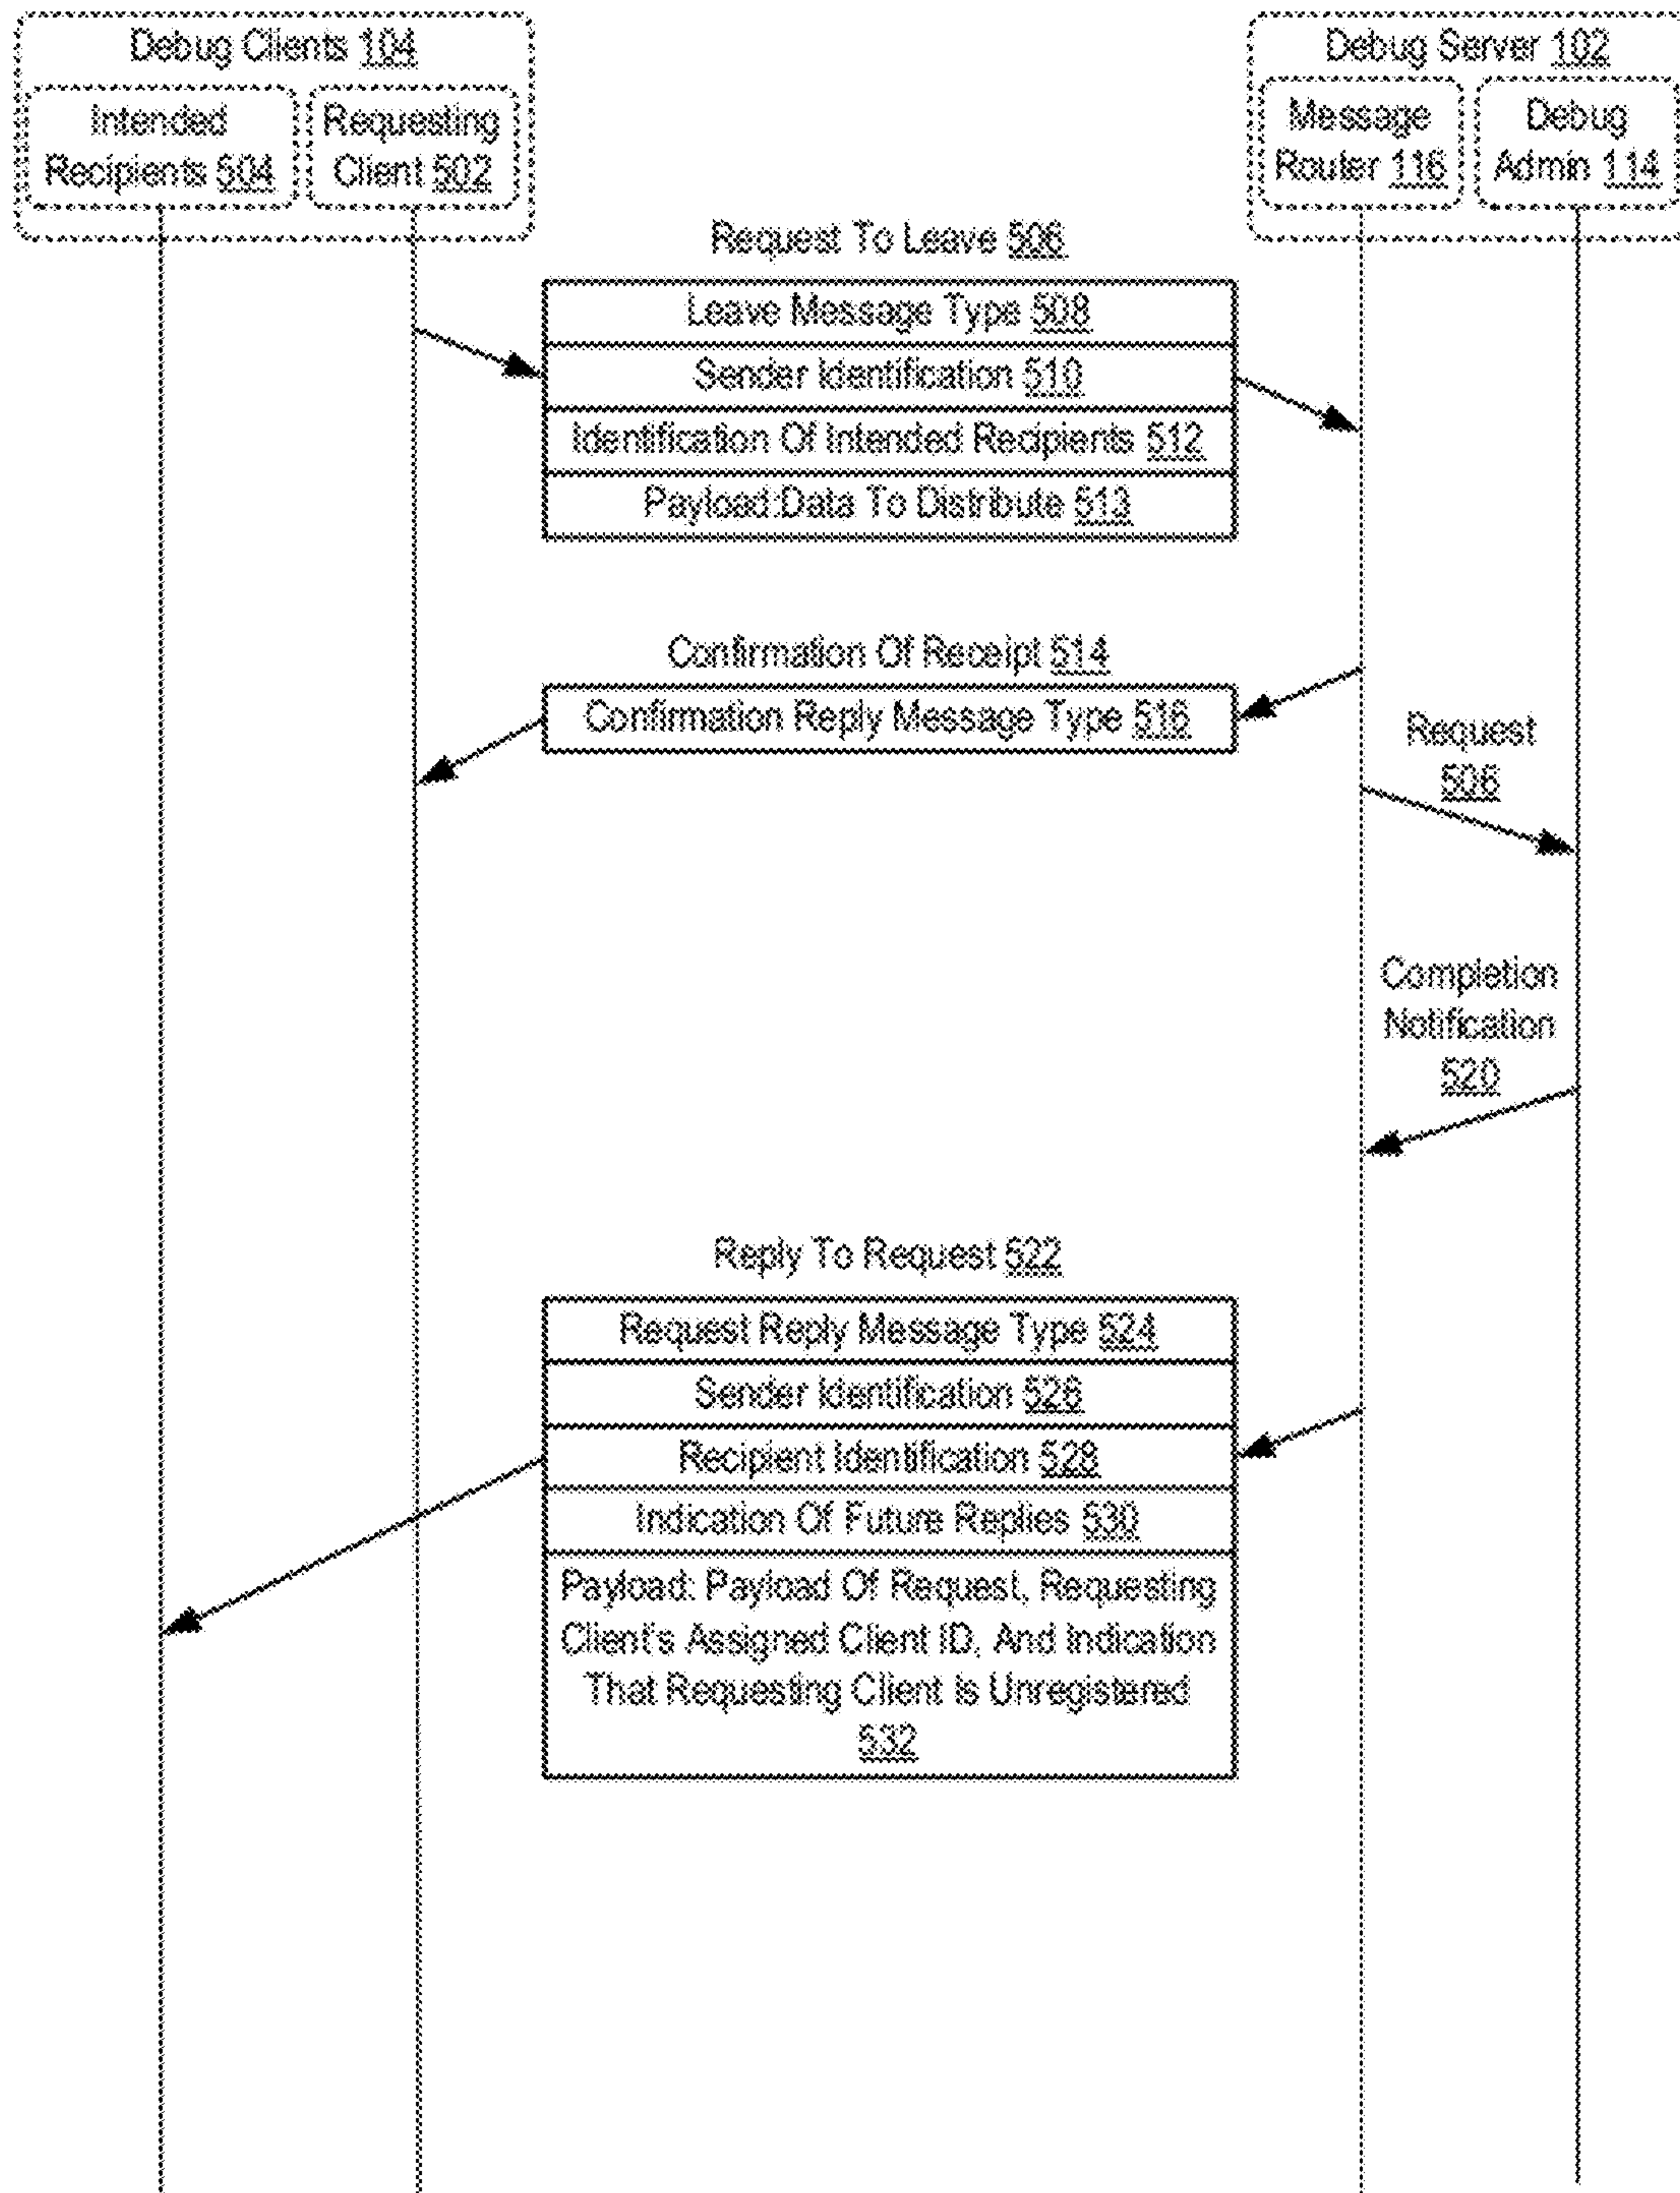 Debug Clients 104
Intended
Recipients 504
Requesting
Client 502
Debug Server 102
Message
Router 116
Debug
Admin 114
Request To Leave 506
Leave Message Type 508
Sender Identification 510
Identification Of Intended Recipients 512
Payload:Data To Distribute 513
Confirmation Of Receipt 514
Confirmation Reply Message Type 516
Request
506
Completion
Notification
520
Reply To Request 522
Request Reply Message Type 524
Sender Identification 526
Recipient Identification 528
Indication Of Future Replies 530
Payload: Payload Of Request, Requesting
Client's Assigned Client ID, And Indication
That Requesting Client Is Unregistered
532